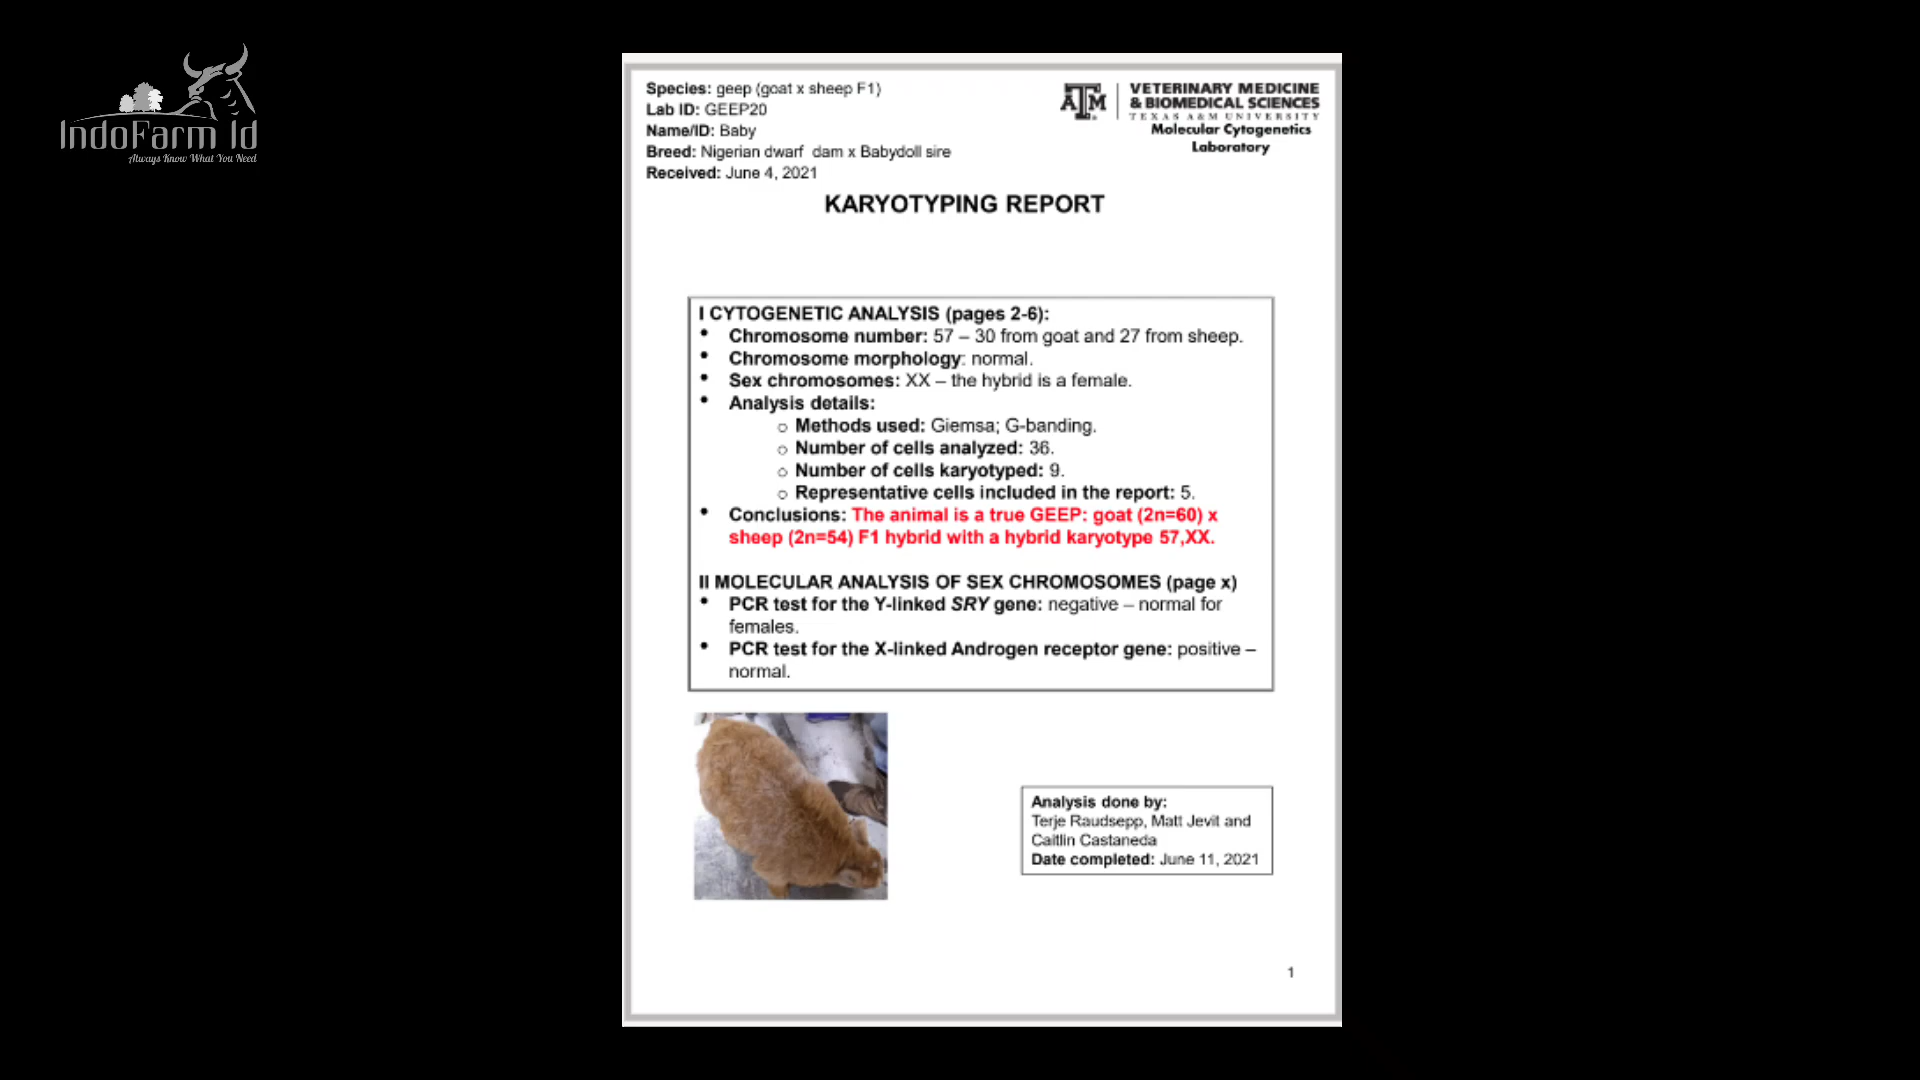 IndoFarm Id
Always Know What You Need
Species: geep (goat x sheep F1)
Lab ID: GEEP20
Name/ID: Baby
Breed: Nigerian dwarf dam x Babydoll sire
Received: June 4, 2021
ATM
VETERINARY MEDICINE
& BIOMEDICAL SCIENCES
TEXAS A&M UNIVERSITY
Molecular Cytogenetics
Laboratory
KARYOTYPING REPORT
I CYTOGENETIC ANALYSIS (pages 2-6):
• Chromosome number: 57 – 30 from goat and 27 from sheep.
• Chromosome morphology: normal.
• Sex chromosomes: XX – the hybrid is a female.
• Analysis details:
o Methods used: Giemsa; G-banding.
o Number of cells analyzed: 36.
o Number of cells karyotyped: 9.
o Representative cells included in the report: 5.
• Conclusions: The animal is a true GEEP: goat (2n=60) x
sheep (2n=54) F1 hybrid with a hybrid karyotype 57,XX.
II MOLECULAR ANALYSIS OF SEX CHROMOSOMES (page x)
• PCR test for the Y-linked SRY gene: negative – normal for
females.
• PCR test for the X-linked Androgen receptor gene: positive –
normal.
Analysis done by:
Terje Raudsepp, Matt Jevit and
Caitlin Castaneda
Date completed: June 11, 2021
1